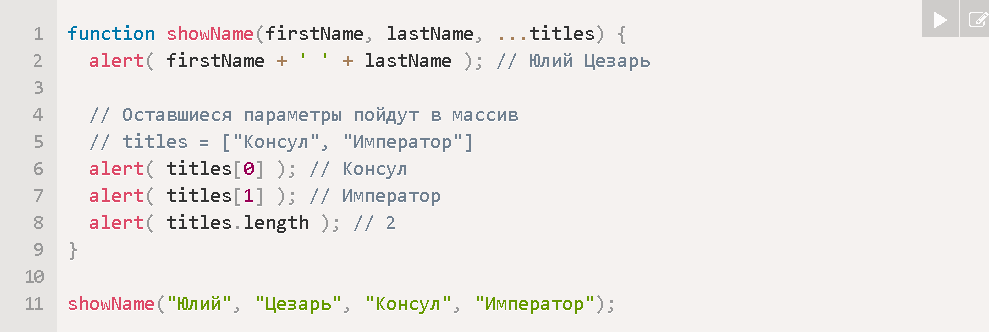 1 function showName(firstName, lastName, ...titles) {
2   alert( firstName + ' ' + lastName ); // Юлий Цезарь
3
4   // Оставшиеся параметры пойдут в массив
5   // titles = ["Консул", "Император"]
6   alert( titles[0] ); // Консул
7   alert( titles[1] ); // Император
8   alert( titles.length ); // 2
9 }
10
11 showName("Юлий", "Цезарь", "Консул", "Император");